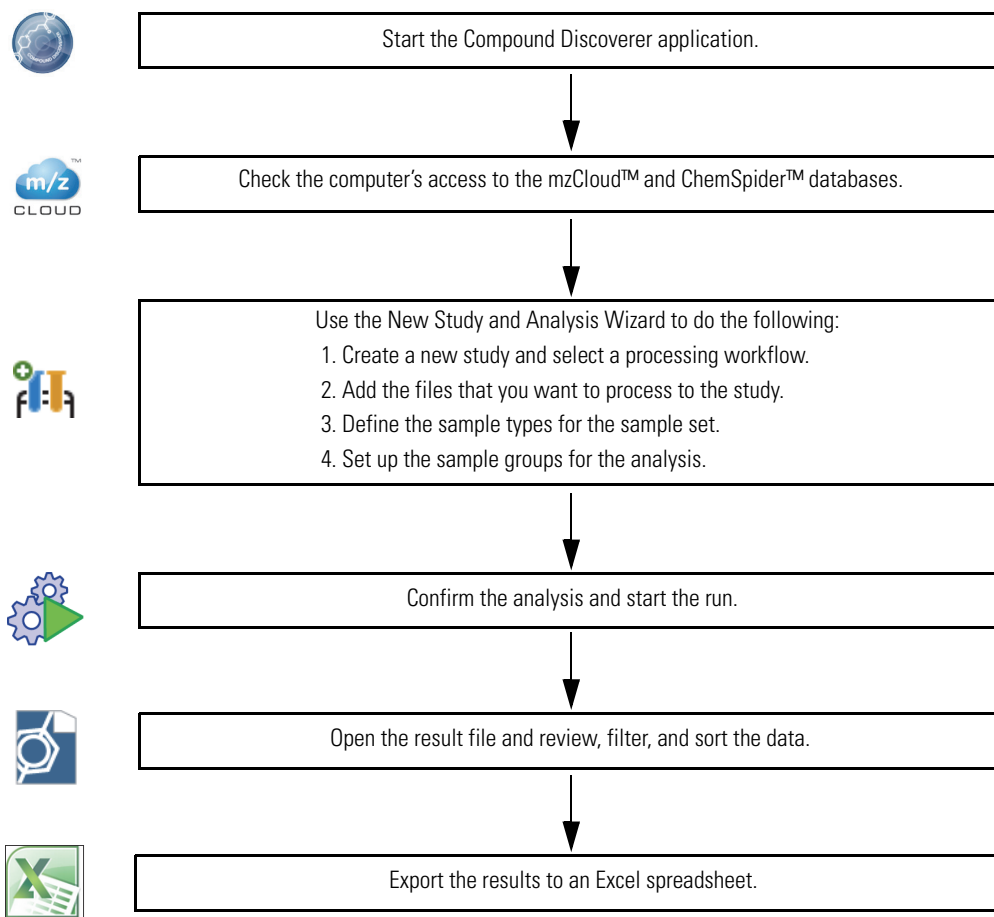 Start the Compound Discoverer application.
m/z™
CLOUD
Check the computer's access to the mzCloud™ and ChemSpider™ databases.
Use the New Study and Analysis Wizard to do the following:
1. Create a new study and select a processing workflow.
2. Add the files that you want to process to the study.
3. Define the sample types for the sample set.
4. Set up the sample groups for the analysis.
Confirm the analysis and start the run.
Open the result file and review, filter, and sort the data.
X
Export the results to an Excel spreadsheet.